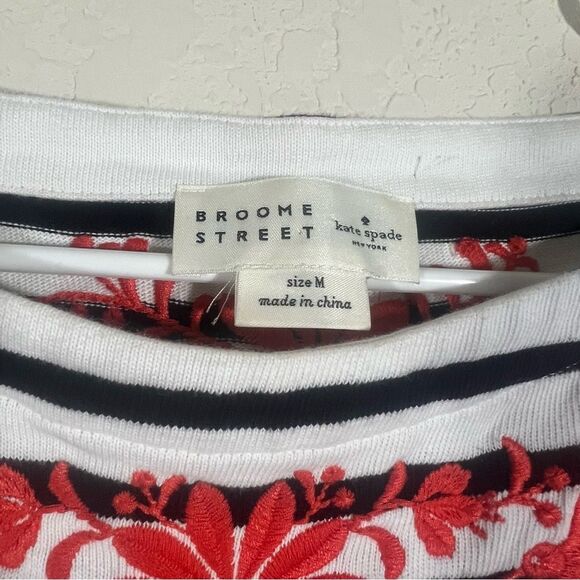 BROOME
STREET
kate spade
NEW YORK
size M
made in china